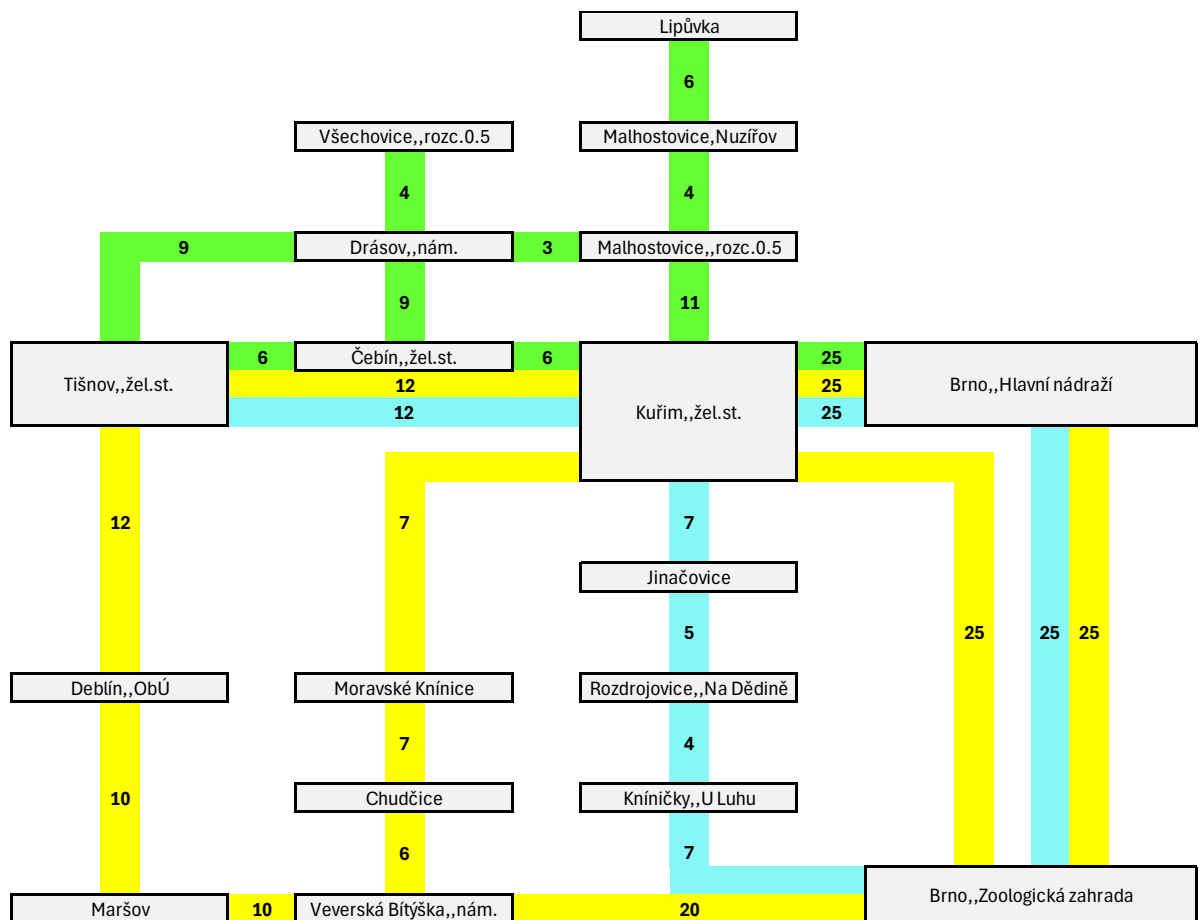 Lipůvka
6
Všechovice,,rozc.0.5
Malhostovice,Nuzířov
4
4
9
Drásov,,nám.
3
Malhostovice,,rozc.0.5
9
11
Tišnov,,žel.st.
6
Čebín,,žel.st.
6
Kuřim,,žel.st.
25
Brno,,Hlavní nádraží
12
25
12
25
12
7
7
Jinačovice
5
25
25
25
Deblín,,ObÚ
Moravské Knínice
Rozdrojovice,,Na Dědině
7
4
10
Chudčice
Kníničky,,U Luhu
6
7
Maršov
10
Veverská Bítýška,,nám.
20
Brno,,Zoologická zahrada